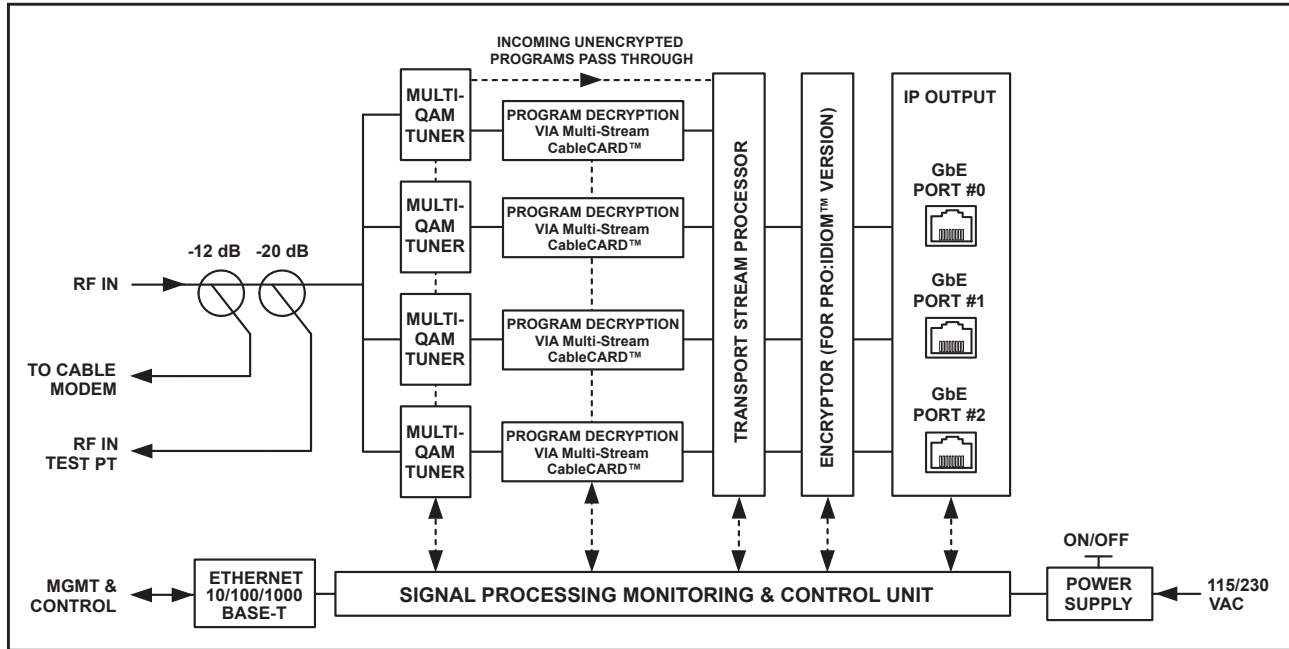 INCOMING UNENCRYPTED
PROGRAMS PASS THROUGH
MULTI-
QAM
TUNER
PROGRAM DECRYPTION
VIA Multi-Stream
CableCARD™
MULTI-
QAM
TUNER
PROGRAM DECRYPTION
VIA Multi-Stream
CableCARD™
MULTI-
QAM
TUNER
PROGRAM DECRYPTION
VIA Multi-Stream
CableCARD™
MULTI-
QAM
TUNER
PROGRAM DECRYPTION
VIA Multi-Stream
CableCARD™
TRANSPORT STREAM PROCESSOR
ENCRYPTOR (FOR PRO:IDIOM™ VERSION)
IP OUTPUT
GbE
PORT #0
GbE
PORT #1
GbE
PORT #2
-12 dB
-20 dB
RF IN
TO CABLE
MODEM
RF IN
TEST PT
MGMT &
CONTROL
ETHERNET
10/100/1000
BASE-T
SIGNAL PROCESSING MONITORING & CONTROL UNIT
ON/OFF
POWER
SUPPLY
115/230
VAC